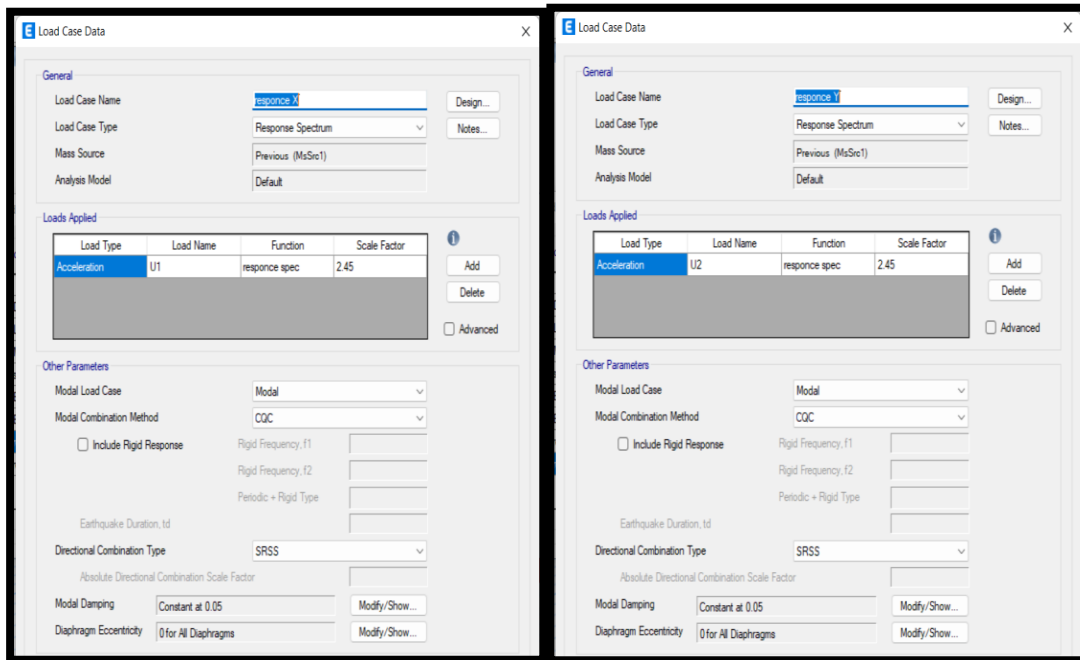 E Load Case Data X
General
Load Case Name responce X Design...
Load Case Type Response Spectrum Notes...
Mass Source Previous (MsSrc1)
Analysis Model Default
Loads Applied
Load Type Load Name Function Scale Factor
Acceleration U1 responce spec 2.45 Add
Delete
Advanced
Other Parameters
Modal Load Case Modal
Modal Combination Method CQC
Include Rigid Response Rigid Frequency, f1
Rigid Frequency, f2
Periodic + Rigid Type
Earthquake Duration, td
Directional Combination Type SRSS
Absolute Directional Combination Scale Factor
Modal Damping Constant at 0.05 Modify/Show...
Diaphragm Eccentricity 0 for All Diaphragms Modify/Show...
E Load Case Data X
General
Load Case Name responce Y Design...
Load Case Type Response Spectrum Notes...
Mass Source Previous (MsSrc1)
Analysis Model Default
Loads Applied
Load Type Load Name Function Scale Factor
Acceleration U2 responce spec 2.45 Add
Delete
Advanced
Other Parameters
Modal Load Case Modal
Modal Combination Method CQC
Include Rigid Response Rigid Frequency, f1
Rigid Frequency, f2
Periodic + Rigid Type
Earthquake Duration, td
Directional Combination Type SRSS
Absolute Directional Combination Scale Factor
Modal Damping Constant at 0.05 Modify/Show...
Diaphragm Eccentricity 0 for All Diaphragms Modify/Show...